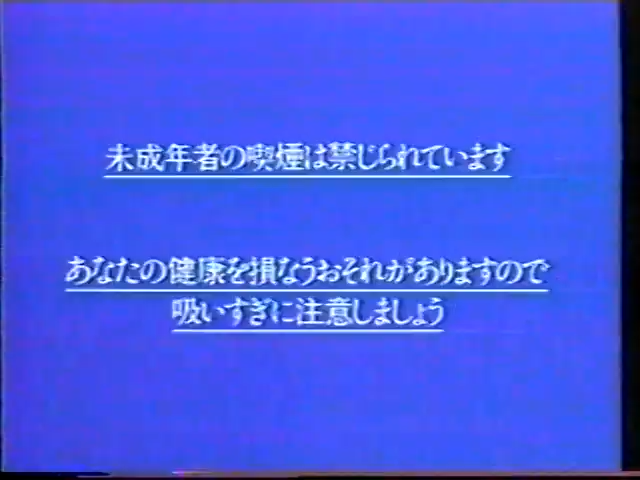 未成年者の喫煙は禁じられています
あなたの健康を損なうおそれがありますので
吸いすぎに注意しましょう